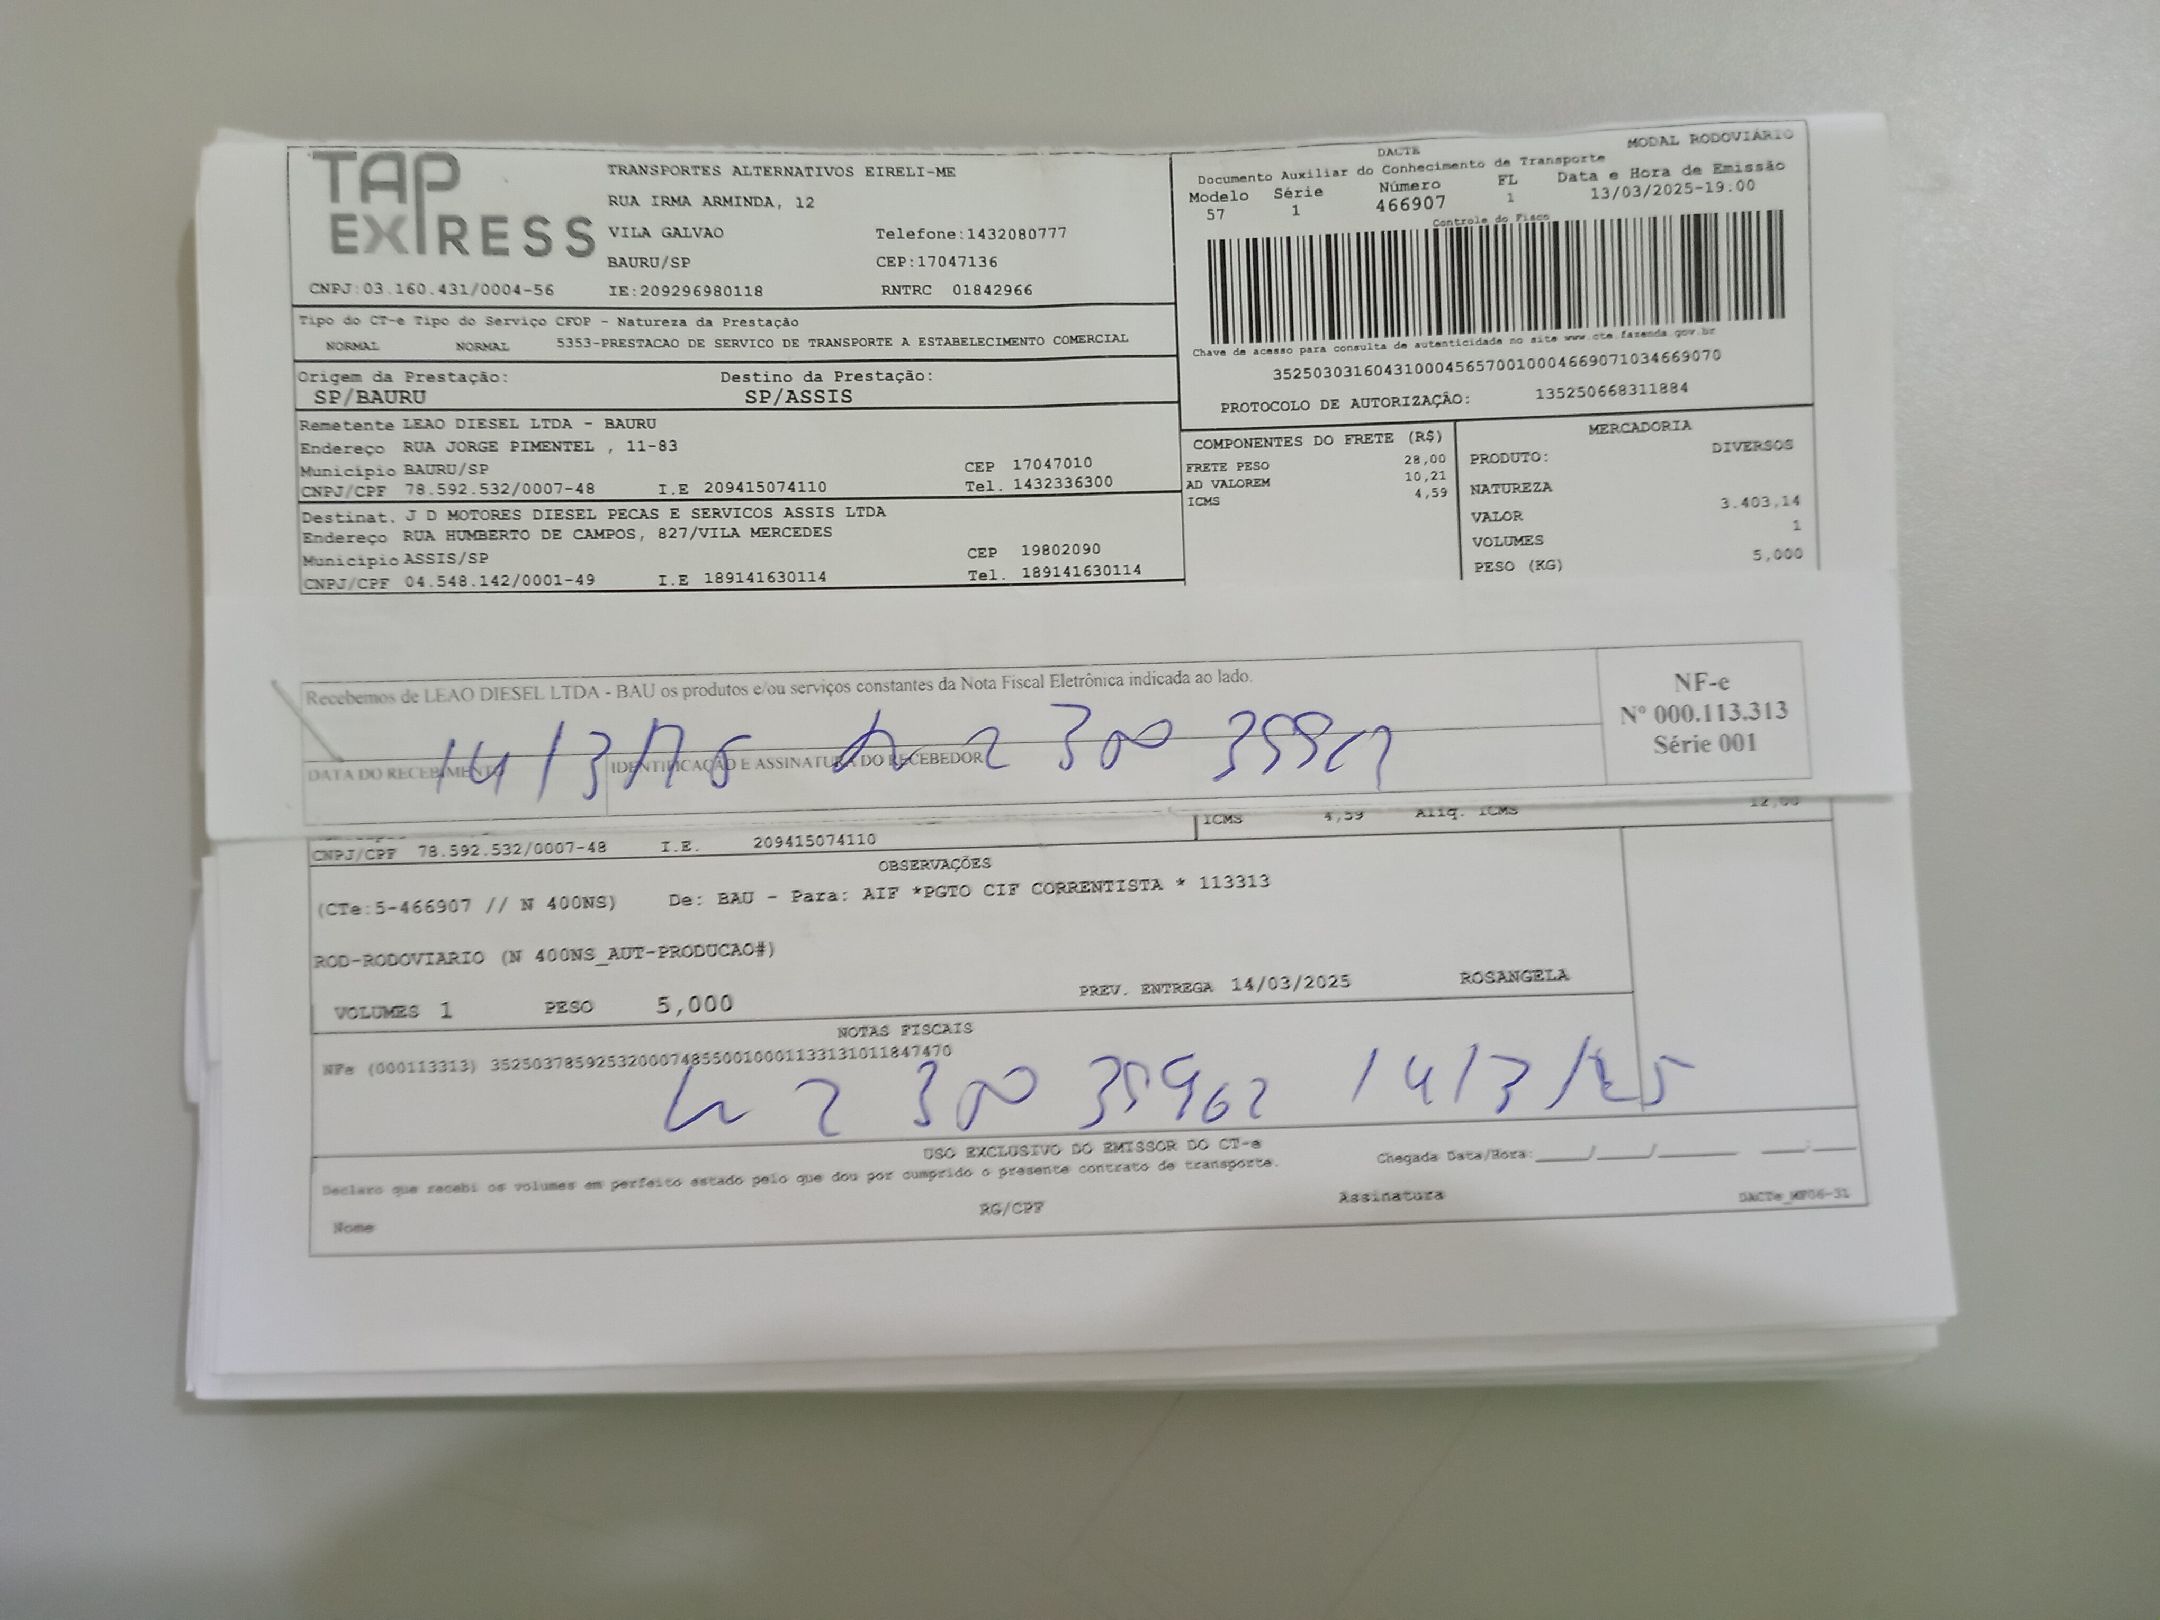 TAP EXPRESS
TRANSPORTES ALTERNATIVOS EIRELI-ME
RUA IRMA ARMINDA, 12
VILA GALVAO Telefone:1432080777
BAURU/SP CEP:17047136
CNPJ:03.160.431/0004-56 IE:209296980118 RNTRC 01842966
Tipo do CT-e Tipo do Serviço CFOP - Natureza da Prestação
NORMAL NORMAL 5353-PRESTACAO DE SERVICO DE TRANSPORTE A ESTABELECIMENTO COMERCIAL
Origem da Prestação: Destino da Prestação:
SP/BAURU SP/ASSIS
Remetente LEAO DIESEL LTDA - BAURU
Endereço RUA JORGE PIMENTEL , 11-83
Municipio BAURU/SP CEP 17047010
CNPJ/CPF 78.592.532/0007-48 I.E 209415074110 Tel. 1432336300
Destinat. J D MOTORES DIESEL PECAS E SERVICOS ASSIS LTDA
Endereço RUA HUMBERTO DE CAMPOS, 827/VILA MERCEDES
Municipio ASSIS/SP CEP 19802090
CNPJ/CPF 04.548.142/0001-49 I.E 189141630114 Tel. 189141630114
DACTE MODAL RODOVIÁRIO
Documento Auxiliar do Conhecimento de Transporte
Modelo Série Número FL Data e Hora de Emissão
57 1 466907 1 13/03/2025-19:00
Controle do Fisco
Chave de acesso para consulta de autenticidade no site www.cte.fazenda.gov.br
35250303160431000456570010004669071034669070
PROTOCOLO DE AUTORIZAÇÃO: 135250668311884
COMPONENTES DO FRETE (R$)
FRETE PESO 28,00
AD VALOREM 10,21
ICMS 4,59
MERCADORIA
PRODUTO: DIVERSOS
NATUREZA
VALOR 3.403,14
VOLUMES 1
PESO (KG) 5,000
Recebemos de LEAO DIESEL LTDA - BAU os produtos e/ou serviços constantes da Nota Fiscal Eletrônica indicada ao lado.
NF-e
Nº 000.113.313
Série 001
14/3/25 2 300
DATA DO RECEBIMENTO IDENTIFICAÇÃO E ASSINATURA DO RECEBEDOR
ICMS 4,59 Aliq. ICMS 12,00
CNPJ/CPF 78.592.532/0007-48 I.E. 209415074110
OBSERVAÇÕES
(CTe:5-466907 // N 400NS) De: BAU - Para: AIF *PGTO CIF CORRENTISTA * 113313
ROD-RODOVIARIO (N 400NS_AUT-PRODUCAO#)
VOLUMES 1 PESO 5,000 PREV. ENTREGA 14/03/2025 ROSANGELA
NOTAS FISCAIS
NFe (000113313) 35250378592532000748550010001133131011847470
2 300 35962 14/3/25
USO EXCLUSIVO DO EMISSOR DO CT-e
Declaro que recebi os volumes em perfeito estado pelo que dou por cumprido o presente contrato de transporte. Chegada Data/Hora:____/____/______ ____:____
Nome RG/CPF Assinatura DACTe_MF06-31